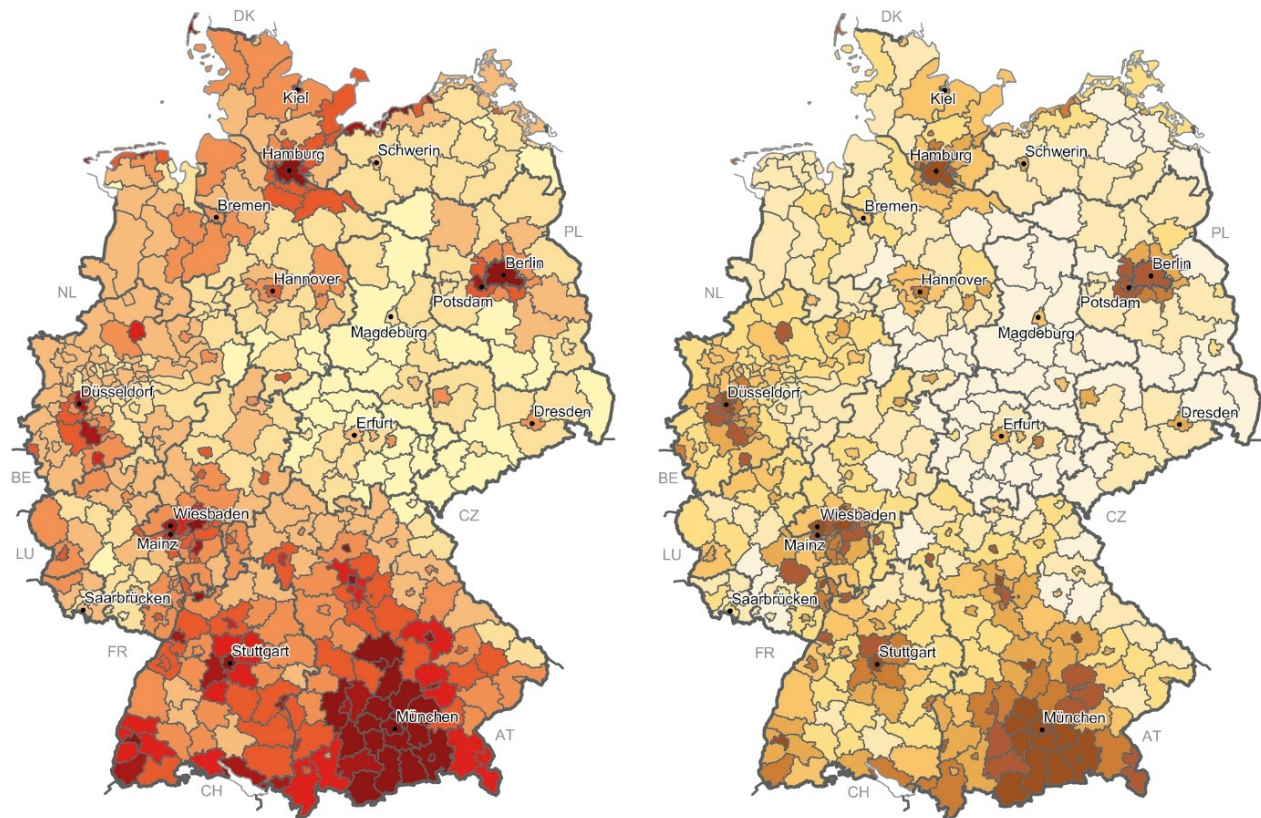 DK
Kiel
Hamburg
Schwerin
Bremen
PL
Berlin
Hannover
Potsdam
NL
Magdeburg
Düsseldorf
Dresden
Erfurt
BE
Wiesbaden
CZ
Mainz
LU
Saarbrücken
FR
Stuttgart
München
AT
CH
DK
Kiel
Hamburg
Schwerin
Bremen
PL
Berlin
Hannover
Potsdam
NL
Magdeburg
Düsseldorf
Dresden
Erfurt
BE
Wiesbaden
CZ
Mainz
LU
Saarbrücken
FR
Stuttgart
München
AT
CH